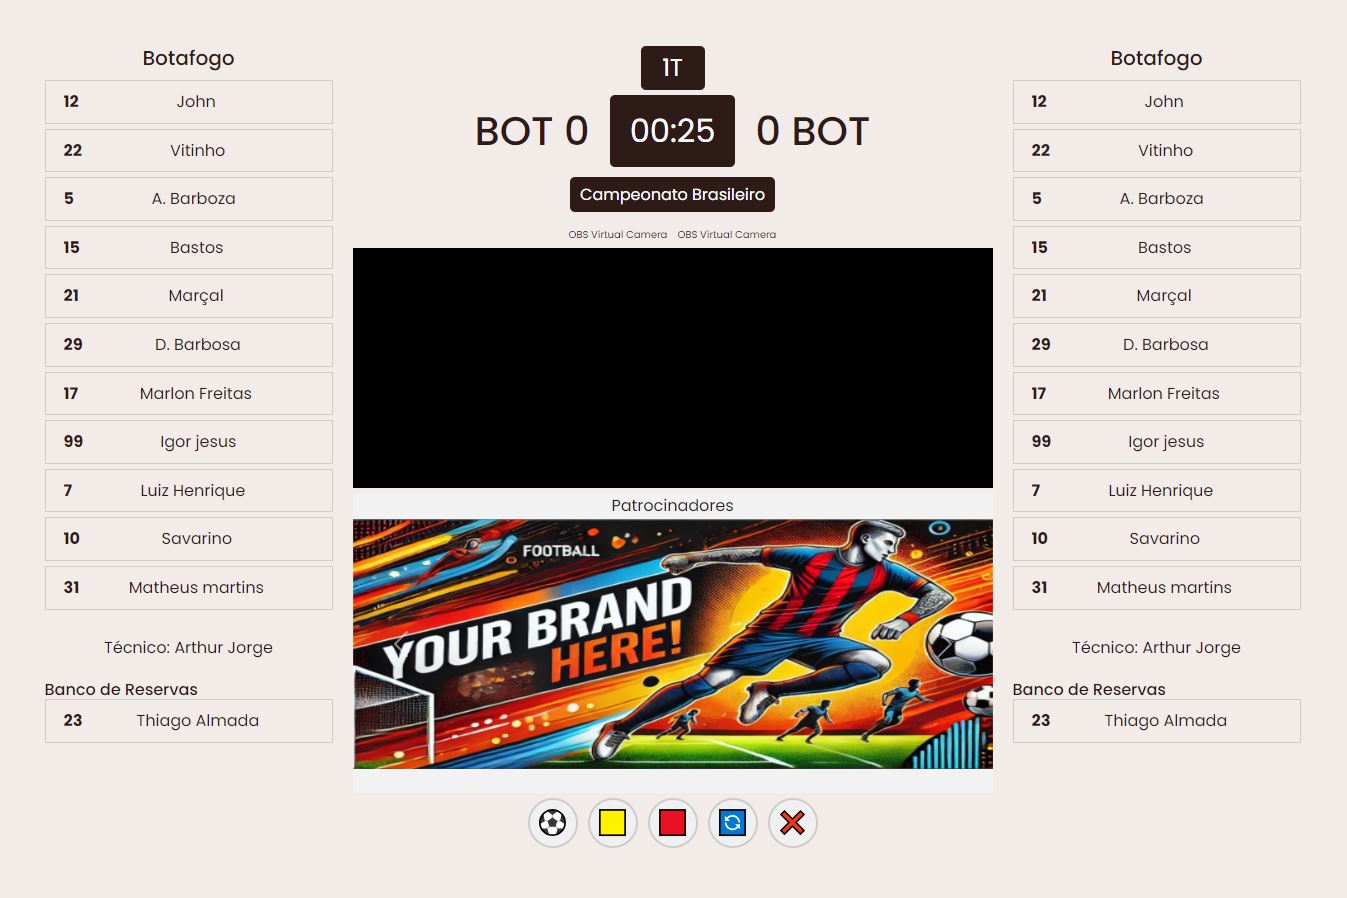 Botafogo
12 John
22 Vitinho
5 A. Barboza
15 Bastos
21 Marçal
29 D. Barbosa
17 Marlon Freitas
99 Igor jesus
7 Luiz Henrique
10 Savarino
31 Matheus martins
Técnico: Arthur Jorge
Banco de Reservas
23 Thiago Almada
1T
BOT 0 00:25 0 BOT
Campeonato Brasileiro
OBS Virtual Camera OBS Virtual Camera
Patrocinadores
FOOTBALL
YOUR BRAND
HERE!
Botafogo
12 John
22 Vitinho
5 A. Barboza
15 Bastos
21 Marçal
29 D. Barbosa
17 Marlon Freitas
99 Igor jesus
7 Luiz Henrique
10 Savarino
31 Matheus martins
Técnico: Arthur Jorge
Banco de Reservas
23 Thiago Almada